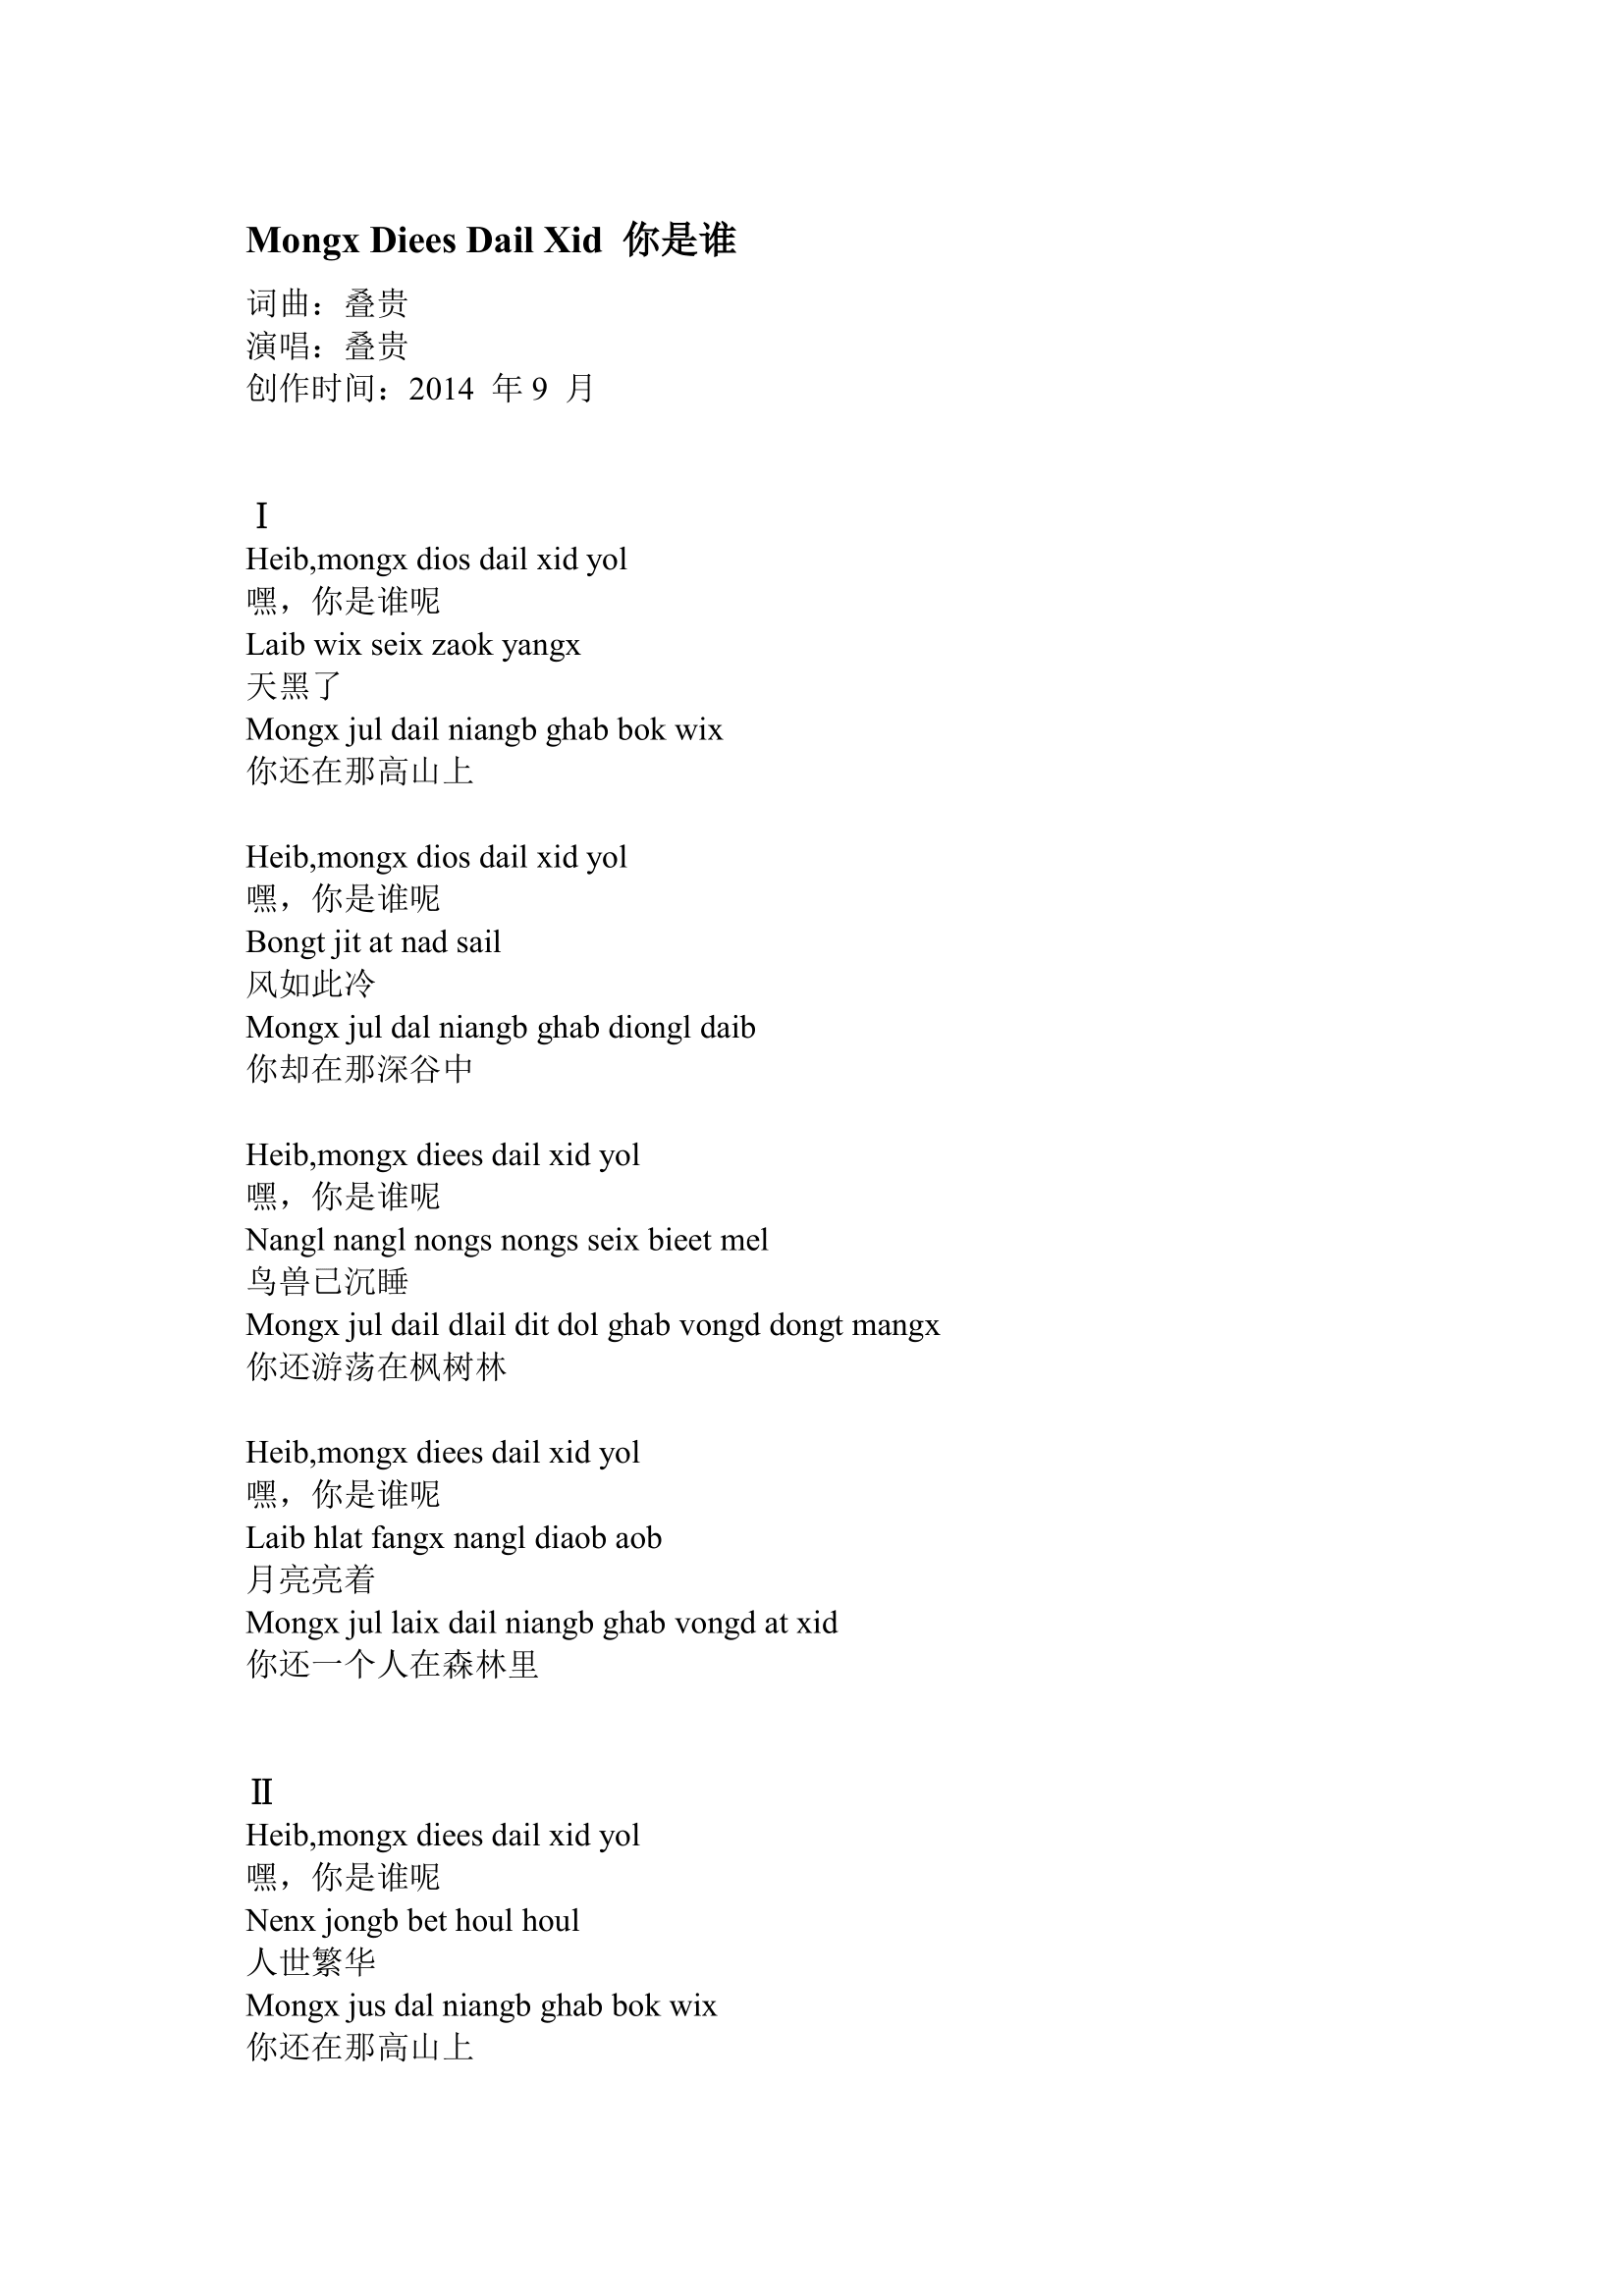 Mongx Diees Dail Xid 你是谁
词曲：叠贵
演唱：叠贵
创作时间：2014 年 9 月
Ⅰ
Heib,mongx dios dail xid yol
嘿，你是谁呢
Laib wix seix zaok yangx
天黑了
Mongx jul dail niangb ghab bok wix
你还在那高山上
Heib,mongx dios dail xid yol
嘿，你是谁呢
Bongt jit at nad sail
风如此冷
Mongx jul dal niangb ghab diongl daib
你却在那深谷中
Heib,mongx diees dail xid yol
嘿，你是谁呢
Nangl nangl nongs nongs seix bieet mel
鸟兽已沉睡
Mongx jul dail dlail dit dol ghab vongd dongt mangx
你还游荡在枫树林
Heib,mongx diees dail xid yol
嘿，你是谁呢
Laib hlat fangx nangl diaob aob
月亮亮着
Mongx jul laix dail niangb ghab vongd at xid
你还一个人在森林里
Ⅱ
Heib,mongx diees dail xid yol
嘿，你是谁呢
Nenx jongb bet houl houl
人世繁华
Mongx jus dal niangb ghab bok wix
你还在那高山上